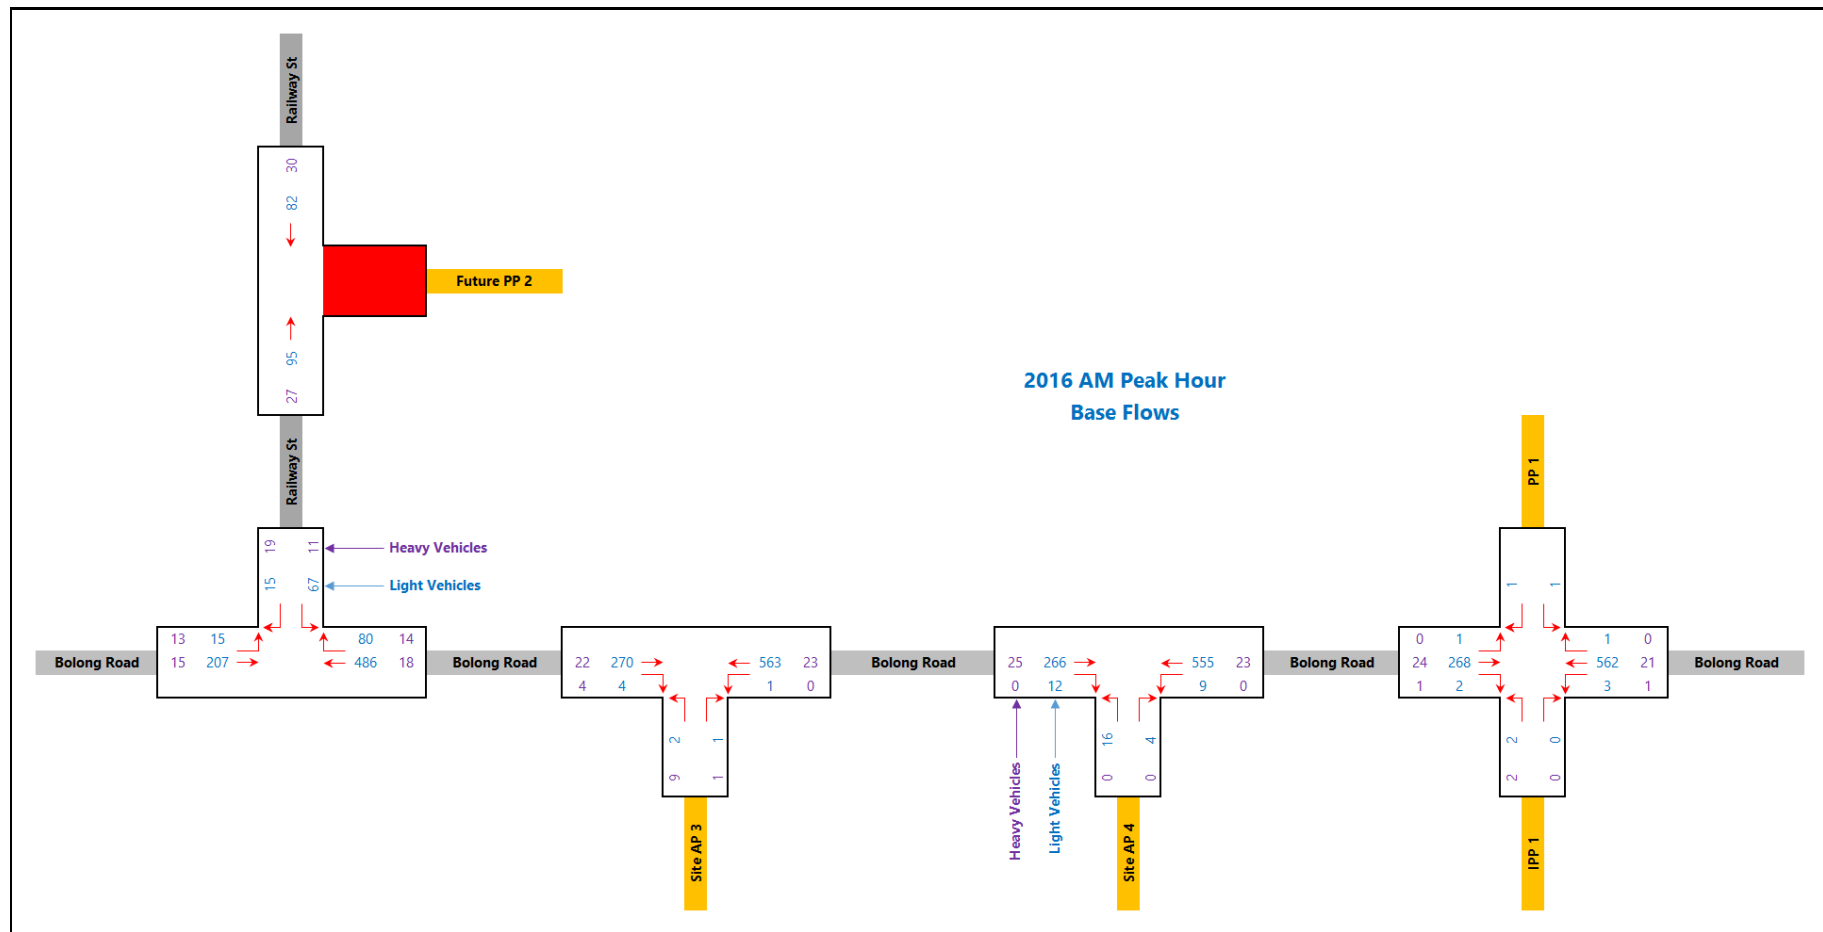 Railway St
30
82
Future PP 2
95
27
2016 AM Peak Hour
Base Flows
Railway St
PP 1
19 11 Heavy Vehicles
15 67 Light Vehicles
1 1
13 15 80 14
Bolong Road 15 207 486 18 Bolong Road
22 270 563 23 Bolong Road
4 4 1 0
2 1
9 1
Site AP 3
25 266 555 23 Bolong Road
0 12 9 0
16 4
0 0
Heavy Vehicles
Light Vehicles
Site AP 4
0 1 1 0
24 268 562 21 Bolong Road
1 2 3 1
2 0
2 0
IPP 1